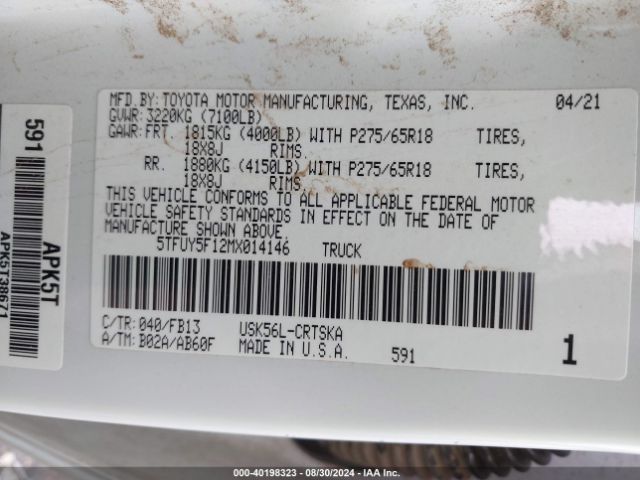 MFD.BY:TOYOTA MOTOR MANUFACTURING, TEXAS, INC. 04/21
GVWR:3220KG (7100LB)
GAWR:FRT. 1815KG (4000LB) WITH P275/65R18 TIRES,
18X8J RIMS.
RR. 1880KG (4150LB) WITH P275/65R18 TIRES,
18X8J RIMS.
THIS VEHICLE CONFORMS TO ALL APPLICABLE FEDERAL MOTOR
VEHICLE SAFETY STANDARDS IN EFFECT ON THE DATE OF
MANUFACTURE SHOWN ABOVE
5TFUY5F12MX014146 TRUCK
C/TR:040/FB13 USK56L-CRTSKA
A/TM:B02A/AB60F MADE IN U.S.A. 591 1
591
APK5T
APK5T38671
000-40198323 - 08/30/2024 - IAA Inc.